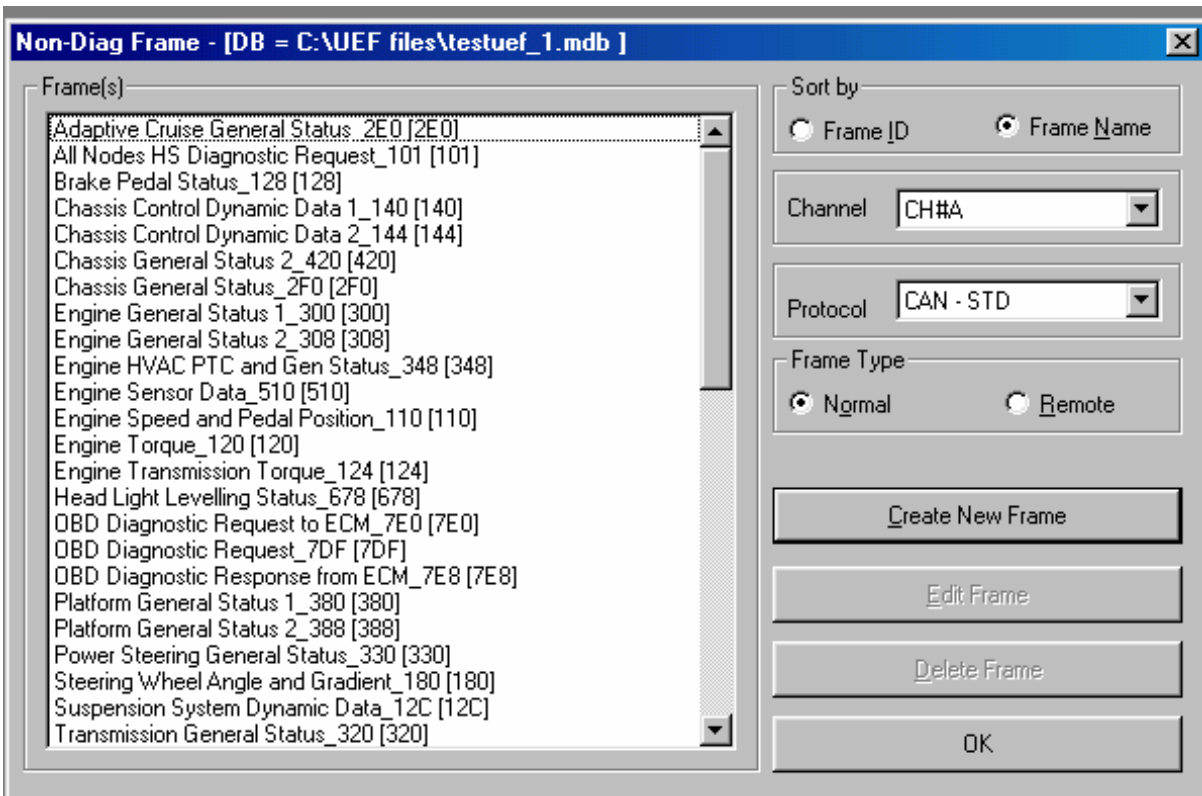 Non-Diag Frame - [DB = C:\UEF files\testuef_1.mdb ]
Frame(s)
Adaptive Cruise General Status_2E0 [2E0]
All Nodes HS Diagnostic Request_101 [101]
Brake Pedal Status_128 [128]
Chassis Control Dynamic Data 1_140 [140]
Chassis Control Dynamic Data 2_144 [144]
Chassis General Status 2_420 [420]
Chassis General Status_2F0 [2F0]
Engine General Status 1_300 [300]
Engine General Status 2_308 [308]
Engine HVAC PTC and Gen Status_348 [348]
Engine Sensor Data_510 [510]
Engine Speed and Pedal Position_110 [110]
Engine Torque_120 [120]
Engine Transmission Torque_124 [124]
Head Light Levelling Status_678 [678]
OBD Diagnostic Request to ECM_7E0 [7E0]
OBD Diagnostic Request_7DF [7DF]
OBD Diagnostic Response from ECM_7E8 [7E8]
Platform General Status 1_380 [380]
Platform General Status 2_388 [388]
Power Steering General Status_330 [330]
Steering Wheel Angle and Gradient_180 [180]
Suspension System Dynamic Data_12C [12C]
Transmission General Status_320 [320]
Sort by
Frame ID
Frame Name
Channel
CH#A
Protocol
CAN - STD
Frame Type
Normal
Remote
Create New Frame
Edit Frame
Delete Frame
OK